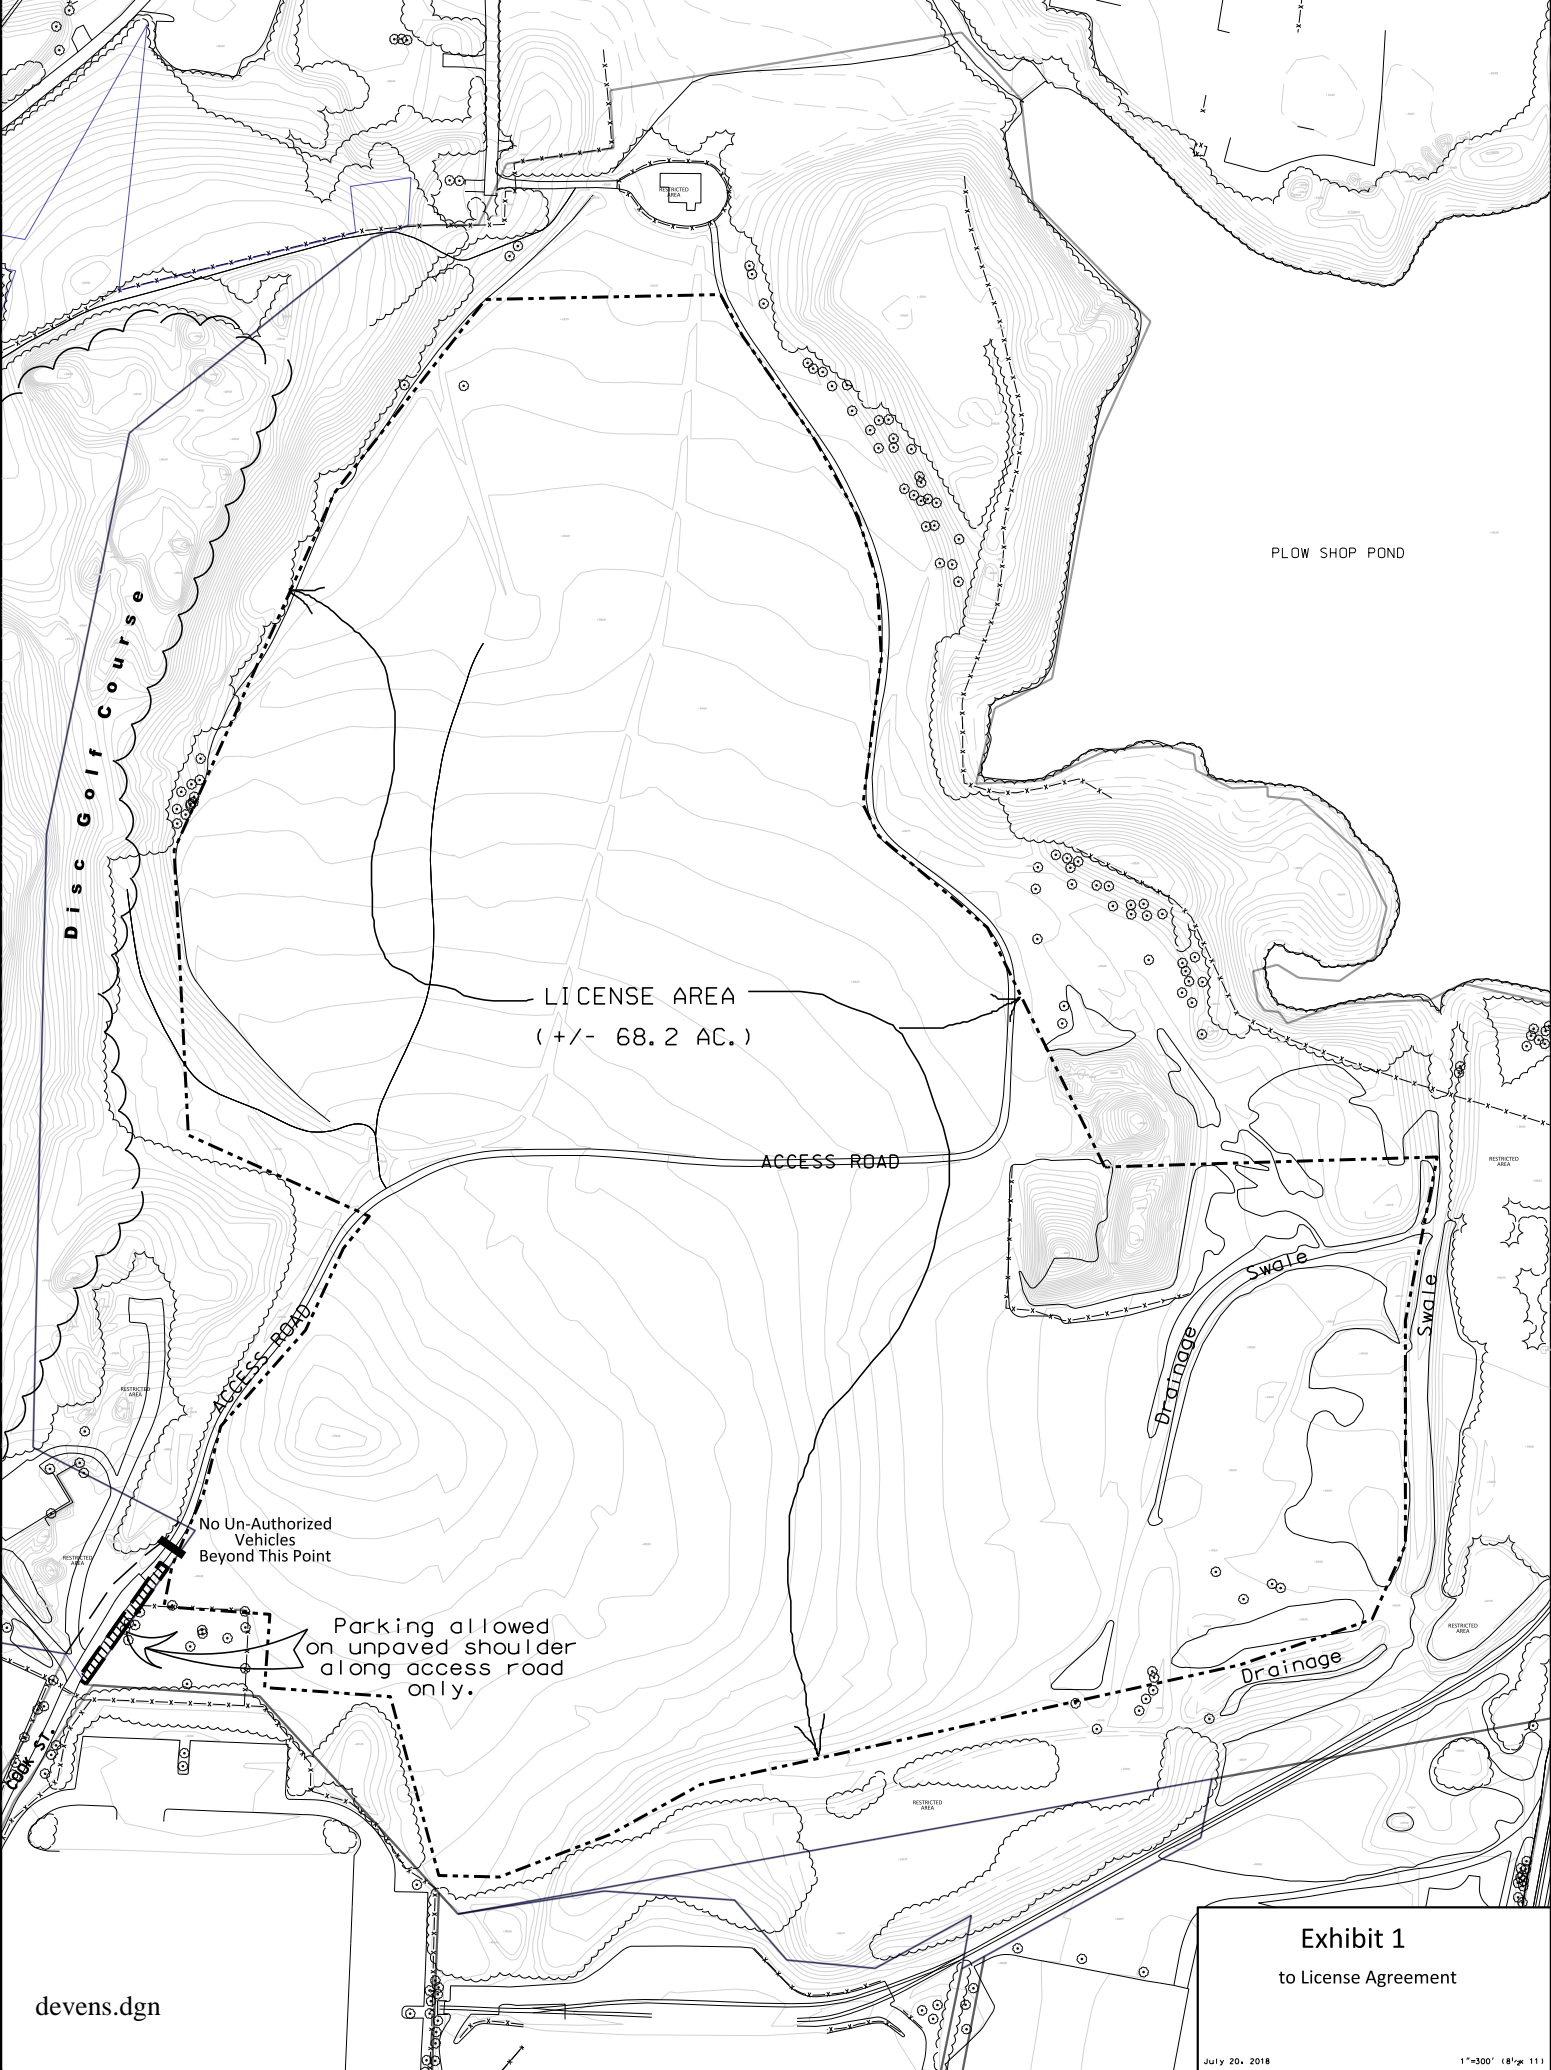 RESTRICTED
AREA
PLOW SHOP POND
Disc Golf Course
LICENSE AREA
(+/- 68.2 AC.)
ACCESS ROAD
RESTRICTED
AREA
Swale
Swale
Drainage
ACCESS ROAD
RESTRICTED
AREA
No Un-Authorized
Vehicles
Beyond This Point
RESTRICTED
AREA
Parking allowed
on unpaved shoulder
along access road
only.
RESTRICTED
AREA
Drainage
COOK ST.
RESTRICTED
AREA
Exhibit 1
to License Agreement
devens.dgn
July 20, 2018
1"=300' (8½x 11)